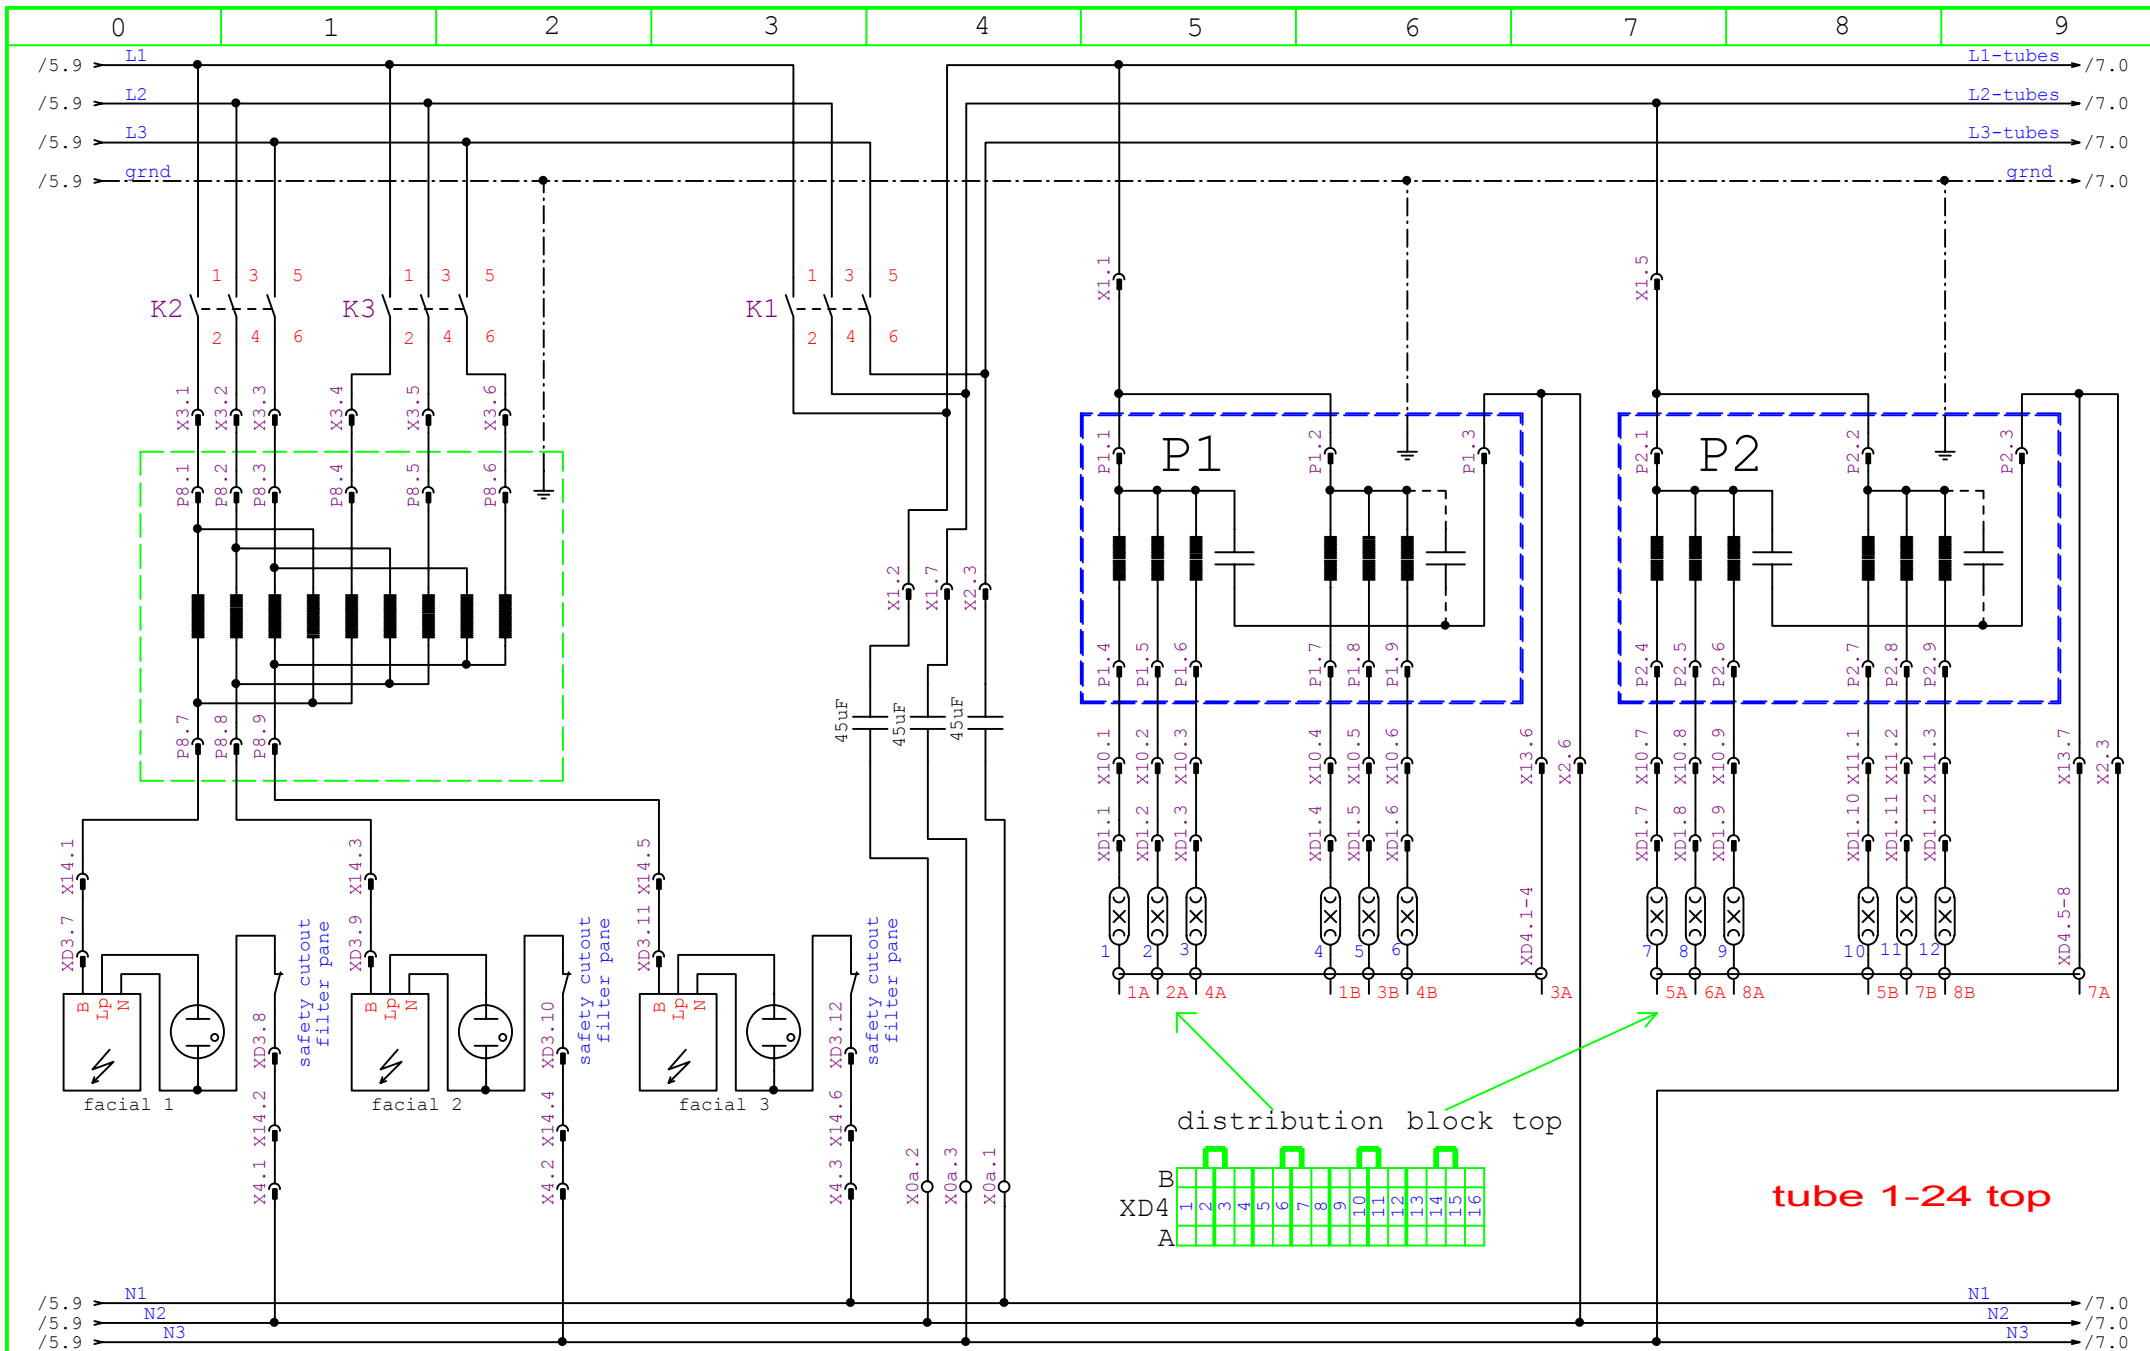 0 1 2 3 4 5 6 7 8 9
/5.9 L1 L1-tubes /7.0
/5.9 L2 L2-tubes /7.0
/5.9 L3 L3-tubes /7.0
/5.9 grnd grnd /7.0
X1.1 X1.5
1 3 5 1 3 5 1 3 5
K2 K3 K1
2 4 6 2 4 6 2 4 6
X3.1 X3.2 X3.3 X3.4 X3.5 X3.6
P1 P2
P1.1 P1.2 P1.3 P2.1 P2.2 P2.3
P8.1 P8.2 P8.3 P8.4 P8.5 P8.6
X1.2 X1.7 X2.3
P1.4 P1.5 P1.6 P1.7 P1.8 P1.9 P2.4 P2.5 P2.6 P2.7 P2.8 P2.9
45uF 45uF 45uF
P8.7 P8.8 P8.9
X10.1 X10.2 X10.3 X10.4 X10.5 X10.6 X13.6 X2.6 X10.7 X10.8 X10.9 X11.1 X11.2 X11.3 X13.7 X2.3
XD1.1 XD1.2 XD1.3 XD1.4 XD1.5 XD1.6 XD1.7 XD1.8 XD1.9 XD1.10 XD1.11 XD1.12
X14.1 X14.3 X14.5
XD3.7 XD3.9 XD3.11
XD4.1-4 XD4.5-8
1 2 3 4 5 6 7 8 9 10 11 12
1A 2A 4A 1B 3B 4B 3A 5A 6A 8A 5B 7B 8B 7A
safety cutout
filter pane
safety cutout
filter pane
safety cutout
filter pane
B Lp N B Lp N B Lp N
XD3.8 XD3.10 XD3.12
facial 1 facial 2 facial 3
X14.2 X14.4 X14.6
X4.1 X4.2 X4.3 X0a.2 X0a.3 X0a.1
distribution block top
B
XD4 1 2 3 4 5 6 7 8 9 10 11 12 13 14 15 16
A
tube 1-24 top
/5.9 N1 N1 /7.0
/5.9 N2 N2 /7.0
/5.9 N3 N3 /7.0